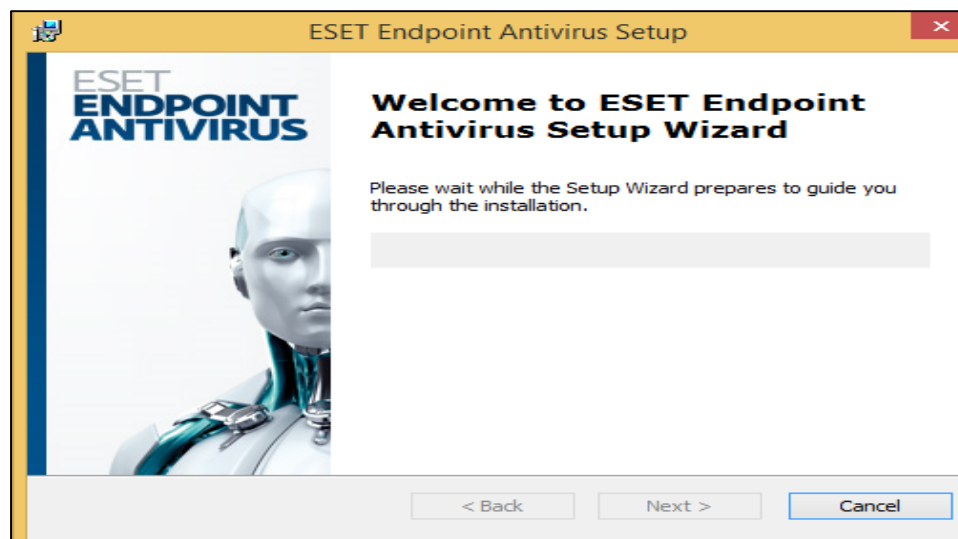 ESET Endpoint Antivirus Setup
ESET
ENDPOINT
ANTIVIRUS
Welcome to ESET Endpoint
Antivirus Setup Wizard
Please wait while the Setup Wizard prepares to guide you
through the installation.
< Back
Next >
Cancel